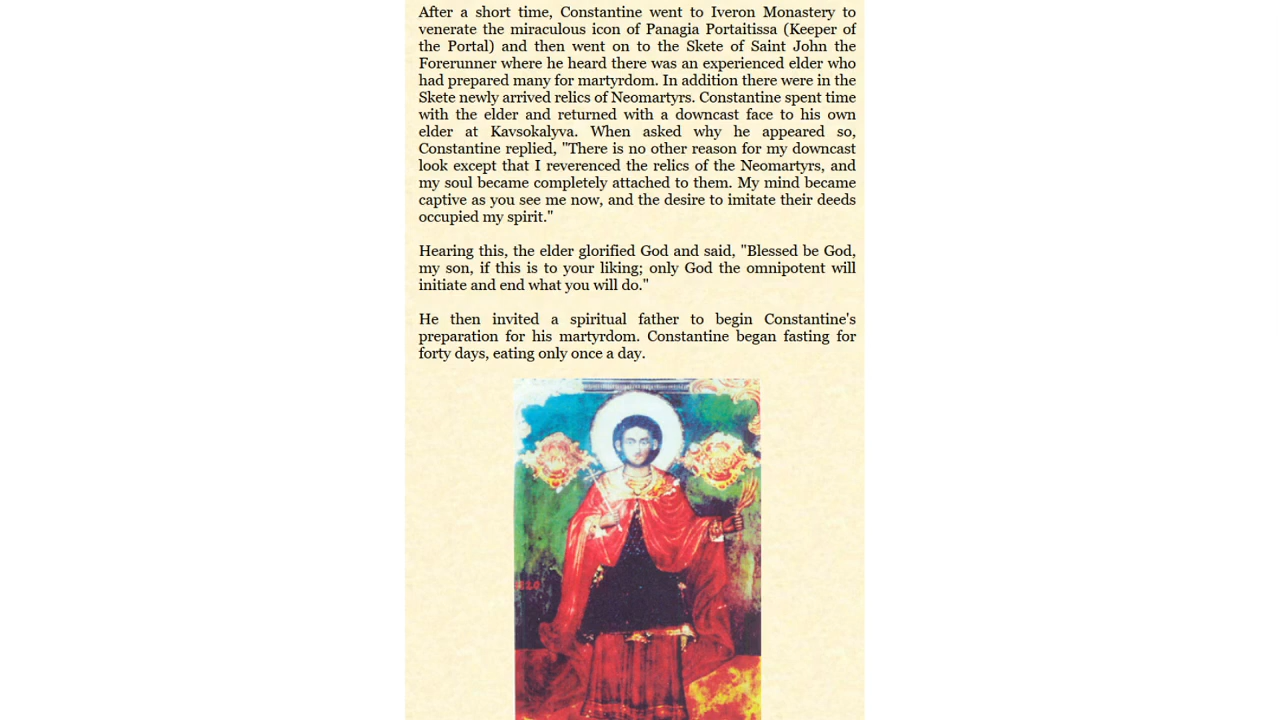 After a short time, Constantine went to Iveron Monastery to
venerate the miraculous icon of Panagia Portaitissa (Keeper of
the Portal) and then went on to the Skete of Saint John the
Forerunner where he heard there was an experienced elder who
had prepared many for martyrdom. In addition there were in the
Skete newly arrived relics of Neomartyrs. Constantine spent time
with the elder and returned with a downcast face to his own
elder at Kavsokalyva. When asked why he appeared so,
Constantine replied, "There is no other reason for my downcast
look except that I reverenced the relics of the Neomartyrs, and
my soul became completely attached to them. My mind became
captive as you see me now, and the desire to imitate their deeds
occupied my spirit."
Hearing this, the elder glorified God and said, "Blessed be God,
my son, if this is to your liking; only God the omnipotent will
initiate and end what you will do."
He then invited a spiritual father to begin Constantine's
preparation for his martyrdom. Constantine began fasting for
forty days, eating only once a day.